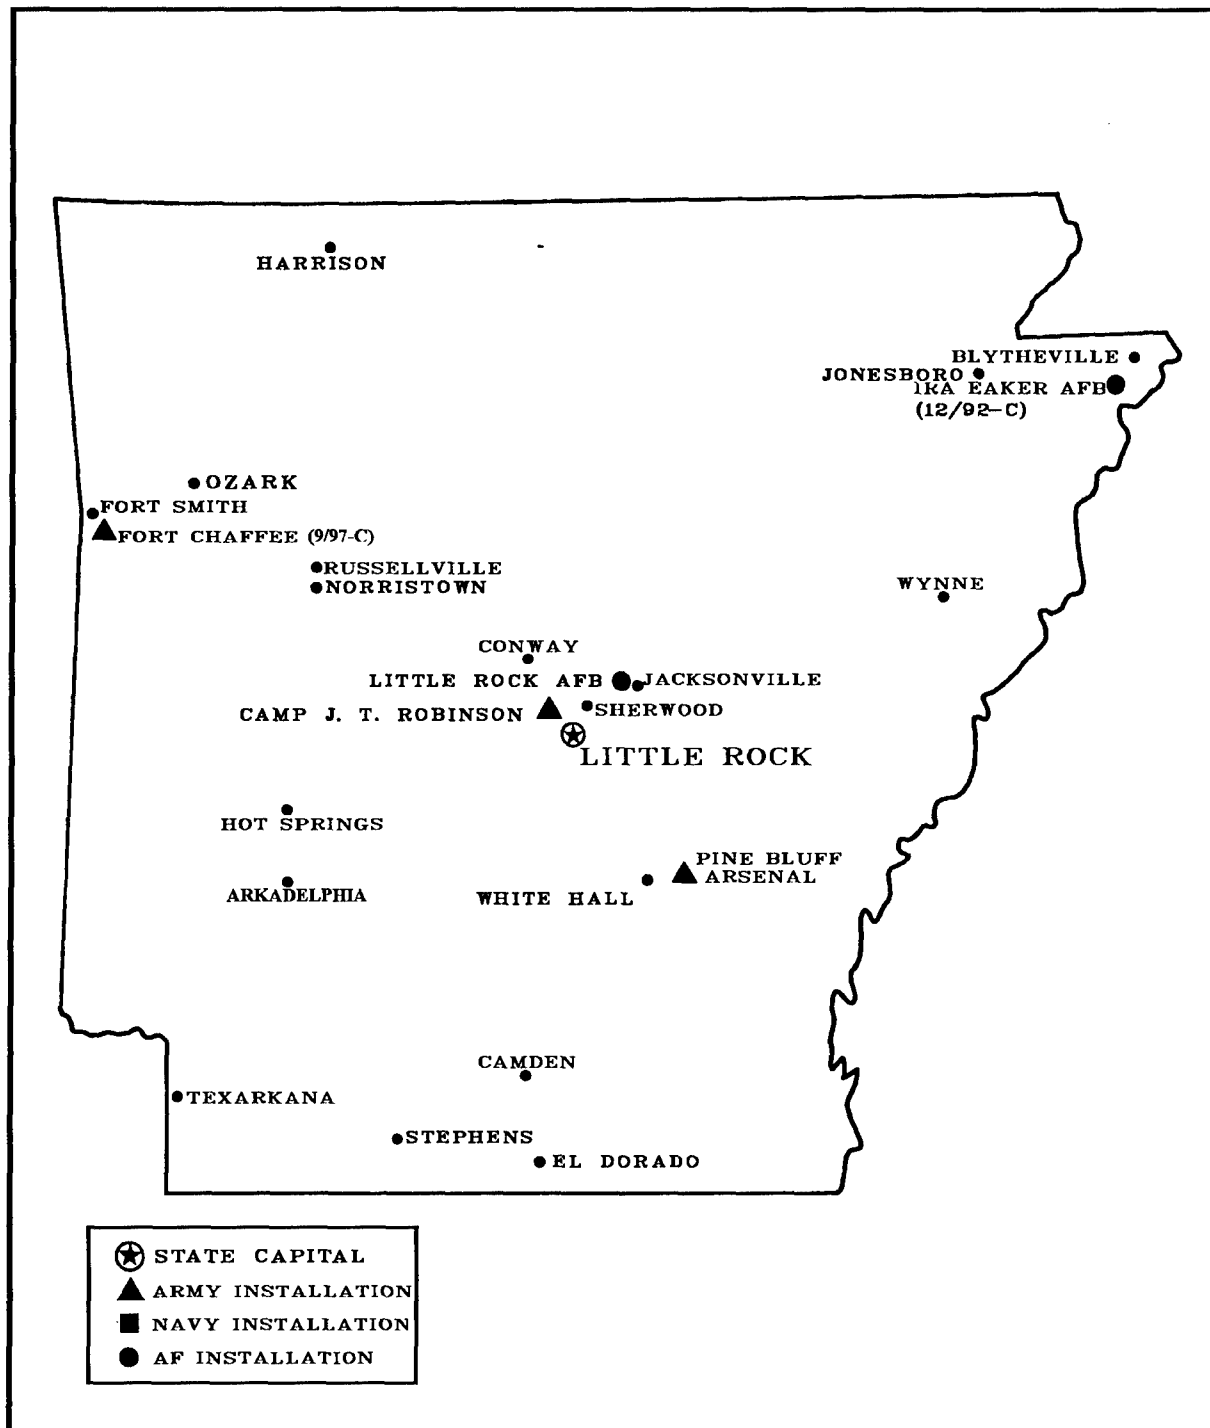 HARRISON
BLYTHEVILLE
JONESBORO
IRA EAKER AFB
(12/92-C)
OZARK
FORT SMITH
FORT CHAFFEE (9/97-C)
RUSSELLVILLE
NORRISTOWN
WYNNE
CONWAY
LITTLE ROCK AFB
JACKSONVILLE
CAMP J. T. ROBINSON
SHERWOOD
LITTLE ROCK
HOT SPRINGS
PINE BLUFF
ARSENAL
ARKADELPHIA
WHITE HALL
CAMDEN
TEXARKANA
STEPHENS
EL DORADO
STATE CAPITAL
ARMY INSTALLATION
NAVY INSTALLATION
AF INSTALLATION